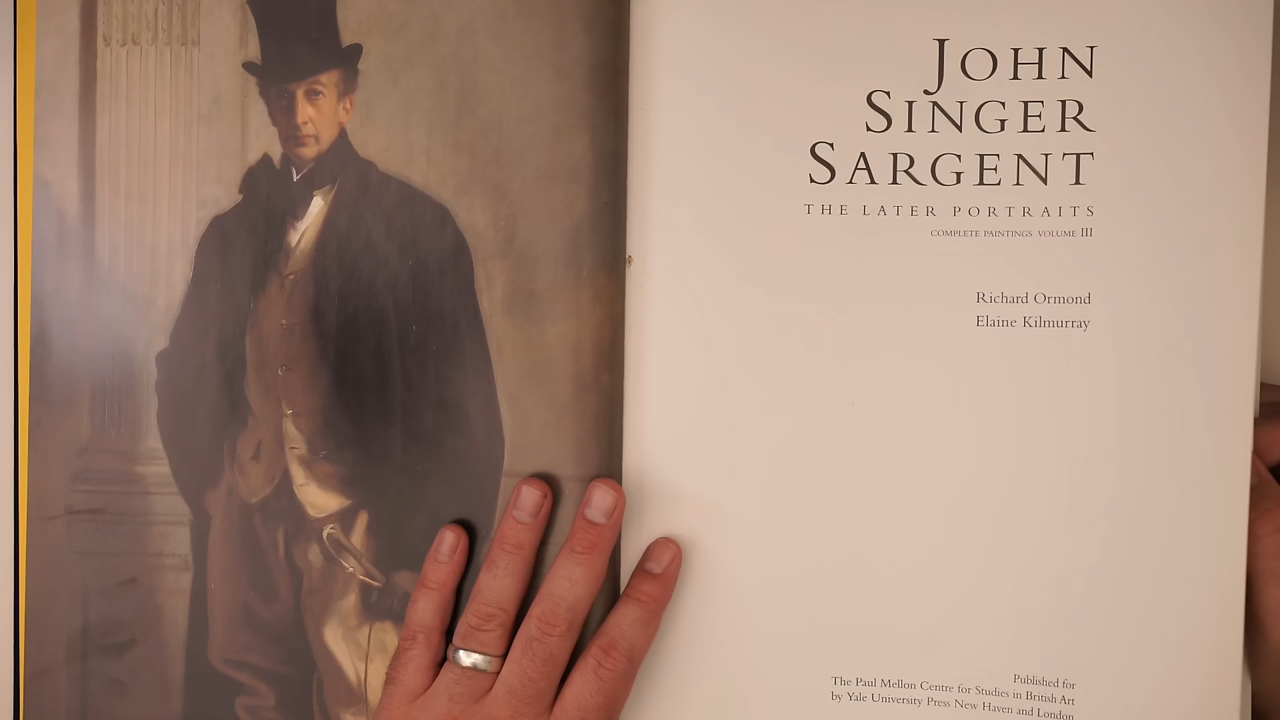 JOHN
SINGER
SARGENT
THE LATER PORTRAITS
COMPLETE PAINTINGS VOLUME III
Richard Ormond
Elaine Kilmurray
Published for
The Paul Mellon Centre for Studies in British Art
by Yale University Press New Haven and London